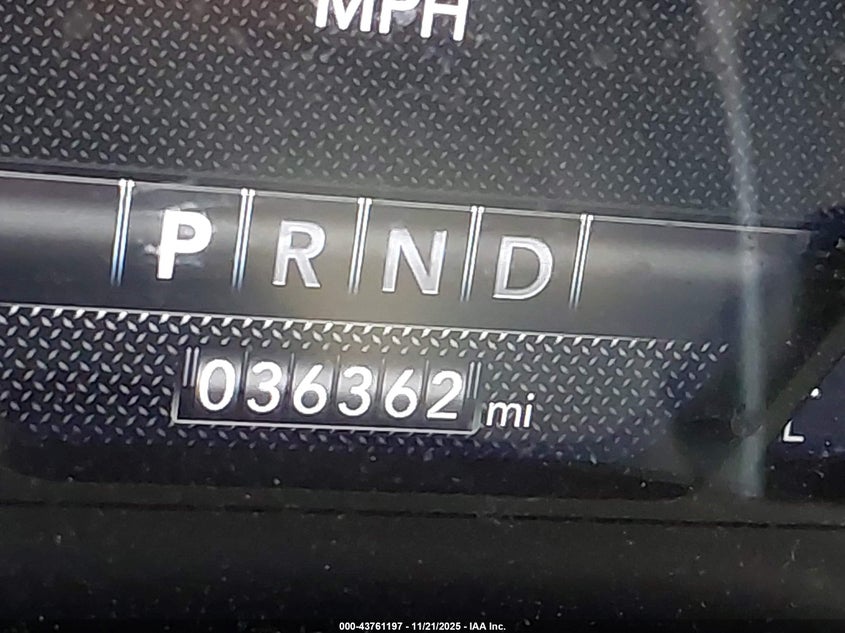 MPH
P R N D
036362 mi
L
000-43761197 - 11/21/2025 - IAA Inc.